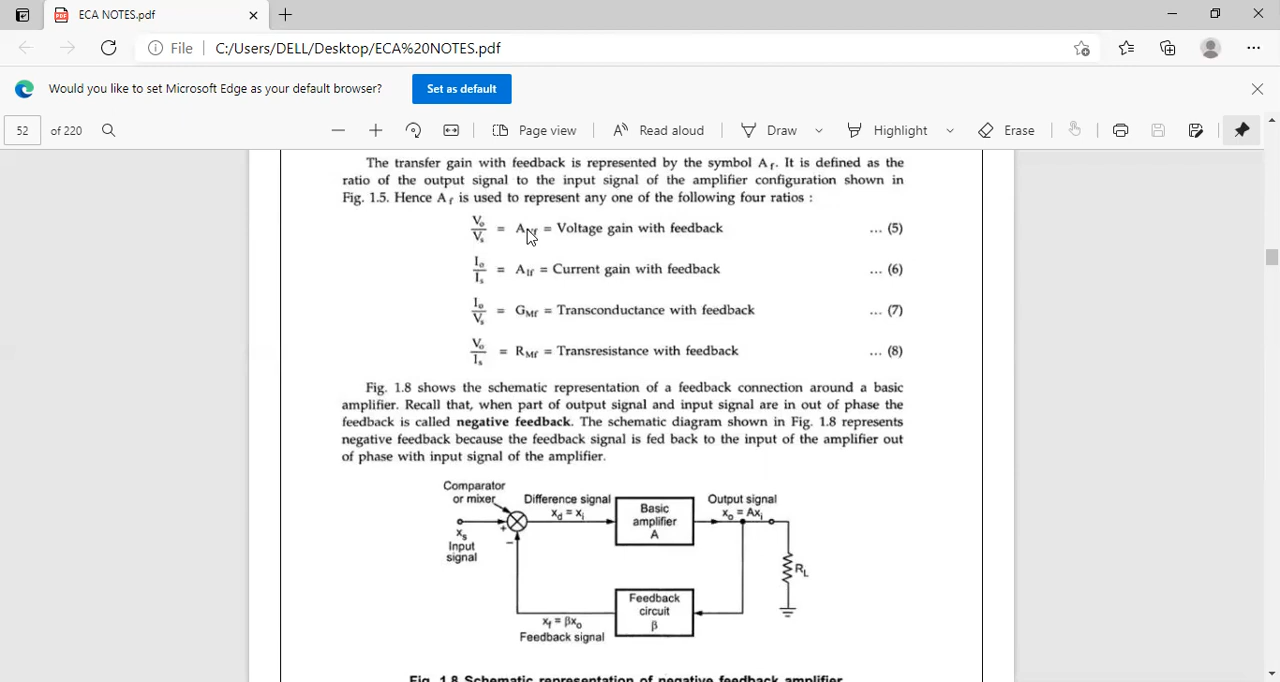 ECA NOTES.pdf
File
C:/Users/DELL/Desktop/ECA%20NOTES.pdf
Would you like to set Microsoft Edge as your default browser?
Set as default
52 of 220
Page view
Read aloud
Draw
Highlight
Erase
The transfer gain with feedback is represented by the symbol A f. It is defined as the
ratio of the output signal to the input signal of the amplifier configuration shown in
Fig. 1.5. Hence A f is used to represent any one of the following four ratios :
Vo/Vs = AVf = Voltage gain with feedback ... (5)
Io/Is = AIf = Current gain with feedback ... (6)
Io/Vs = GMf = Transconductance with feedback ... (7)
Vo/Is = RMf = Transresistance with feedback ... (8)
Fig. 1.8 shows the schematic representation of a feedback connection around a basic
amplifier. Recall that, when part of output signal and input signal are in out of phase the
feedback is called negative feedback. The schematic diagram shown in Fig. 1.8 represents
negative feedback because the feedback signal is fed back to the input of the amplifier out
of phase with input signal of the amplifier.
Comparator
or mixer
Difference signal
xd = xi
Basic
amplifier
A
Output signal
xo = Axi
+
−
xs
Input
signal
RL
Feedback
circuit
β
xf = βxo
Feedback signal
Fig. 1.8 Schematic representation of negative feedback amplifier